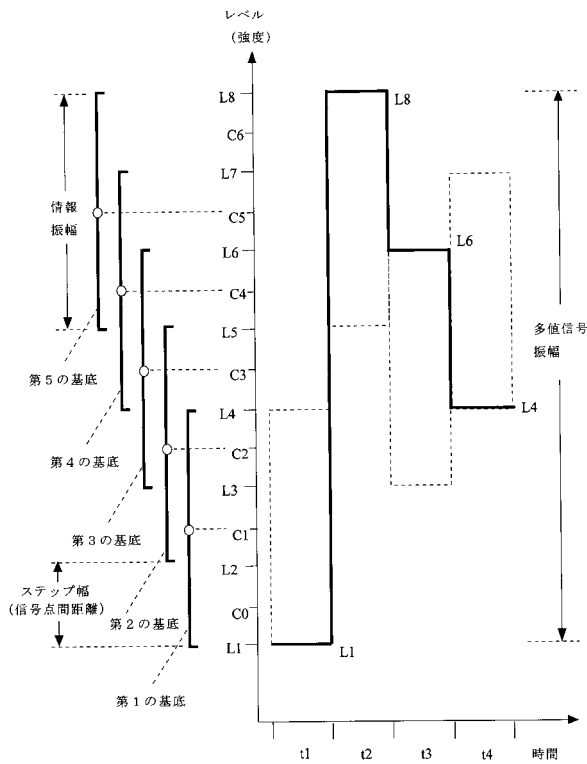 レベル
(強度)
L8
C6
L7
C5
L6
C4
L5
C3
L4
C2
L3
C1
L2
C0
L1
情報
振幅
第5の基底
第4の基底
第3の基底
ステップ幅
(信号点間距離)
第2の基底
第1の基底
L8
L6
L4
L1
多値信号
振幅
t1
t2
t3
t4
時間